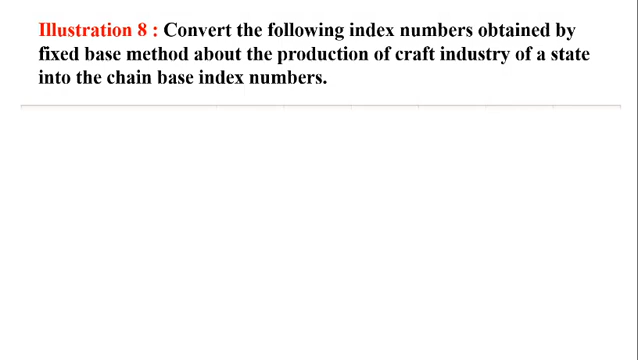 Illustration 8 : Convert the following index numbers obtained by
fixed base method about the production of craft industry of a state
into the chain base index numbers.